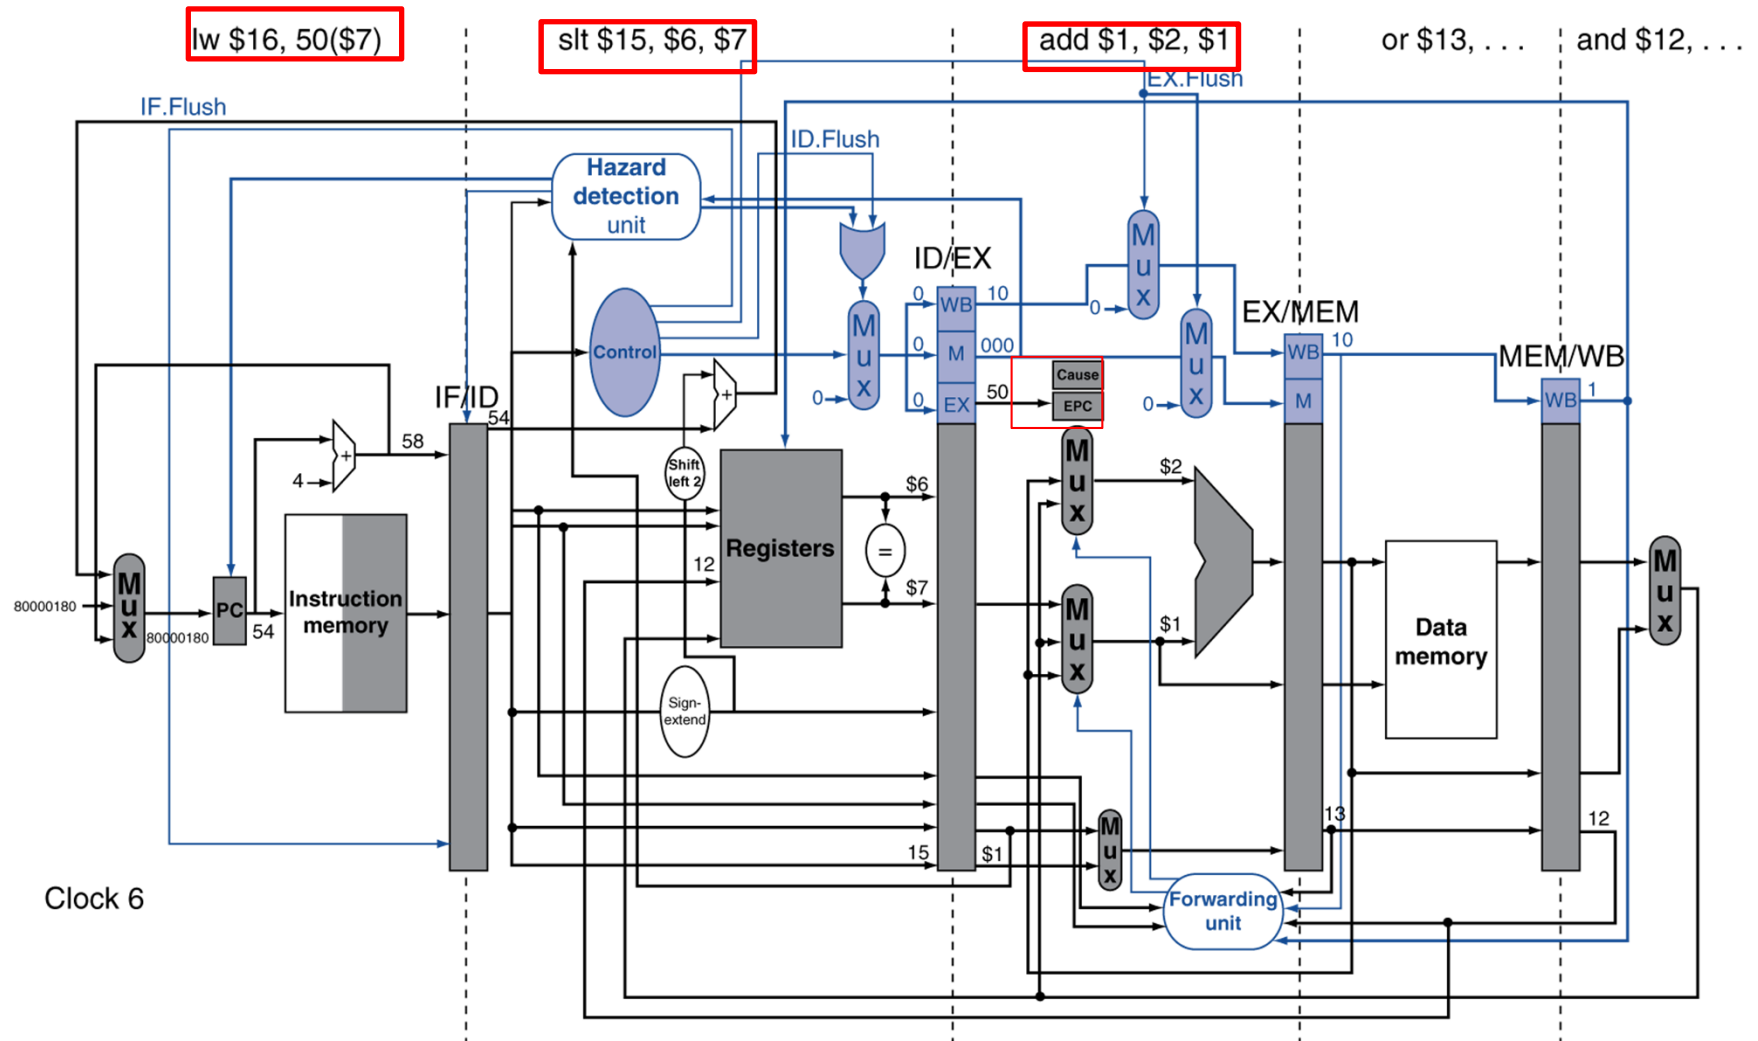 lw $16, 50($7)
slt $15, $6, $7
add $1, $2, $1
or $13, . . .
and $12, . . .
EX.Flush
IF.Flush
ID.Flush
Hazard
detection
unit
M
u
x
ID/EX
0
WB
10
0
M
000
0
EX
50
Control
M
u
x
0
0
M
u
x
0
Cause
EPC
EX/MEM
WB
10
M
MEM/WB
WB
1
IF/ID
54
58
+
4
+
Shift
left 2
M
u
x
$2
$6
Registers
=
12
$7
M
u
x
$1
M
u
x
80000180
80000180
PC
54
Instruction
memory
Data
memory
M
u
x
Sign-
extend
15
$1
M
u
x
13
12
Forwarding
unit
Clock 6